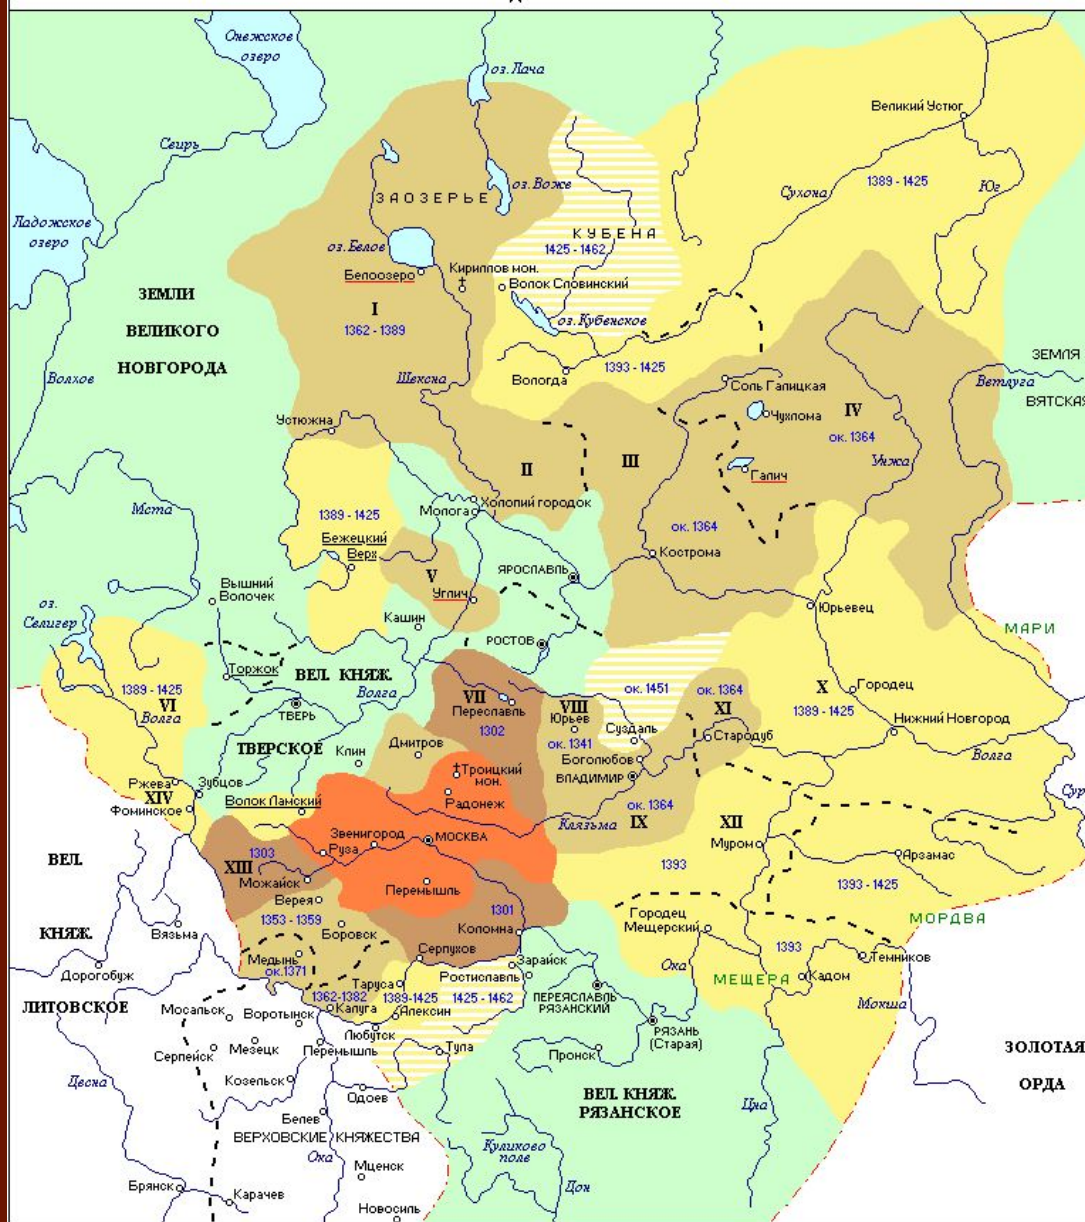 Онежское
озеро
оз. Лача
Великий Устюг
Свирь
оз. Воже
Сухона
1389 - 1425
Юг
ЗАОЗЕРЬЕ
Ладожское
озеро
оз. Белое
КУБЕНА
1425 - 1462
Белоозеро
Кириллов мон.
Волок Словинский
ЗЕМЛИ
ВЕЛИКОГО
НОВГОРОДА
I
1362 - 1389
оз. Кубенское
Волхов
Шексна
Вологда
1393 - 1425
Соль Галицкая
ЗЕМЛЯ
Ветлуга
ВЯТСКАЯ
Чухлома
IV
ок. 1364
Устюжна
II
III
Унжа
Галич
Мста
1389 - 1425
Холопий городок
Молога
ок. 1364
Бежецкий
Верх
Кострома
V
ЯРОСЛАВЛЬ
Вышний
Волочек
Углич
Юрьевец
оз.
Селигер
Кашин
МАРИ
РОСТОВ
Торжок
ВЕЛ. КНЯЖ.
Волга
1389 - 1425
VI
Волга
ТВЕРЬ
VII
Переславль
1302
VIII
Юрьев
ок. 1341
ок. 1451
ок. 1364
XI
X
1389 - 1425
Городец
Нижний Новгород
Волга
ТВЕРСКОЕ
Клин
Дмитров
Суздаль
Стародуб
Боголюбов
ВЛАДИМИР
Троицкий
мон.
Радонеж
Ржева
Зубцов
XIV
Фоминское
Волок Ламский
ок. 1364
Клязьма
IX
XII
Сур
ВЕЛ.
1303
XIII
Звенигород
Руза
МОСКВА
Муром
Арзамас
Можайск
Перемышль
1393
1393 - 1425
Верея
1353 - 1359
1301
Боровск
Коломна
Городец
Мещерский
МОРДВА
КНЯЖ.
Вязьма
Медынь
ок.1371
Серпухов
Зарайск
1393
Темников
Дорогобуж
Ростиславль
Ока
МЕЩЕРА
Кадом
ЛИТОВСКОЕ
Таруса
1362-1382
1389-1425
1425 - 1462
ПЕРЕЯСЛАВЛЬ
РЯЗАНСКИЙ
Мокша
Мосальск
Воротынск
Калуга
Алексин
Любутск
РЯЗАНЬ
(Старая)
Серпейск
Мезецк
Перемышль
Тула
Пронск
ЗОЛОТАЯ
ОРДА
Десна
Козельск
Одоев
ВЕЛ. КНЯЖ.
РЯЗАНСКОЕ
Цна
Белев
ВЕРХОВСКИЕ КНЯЖЕСТВА
Куликово
поле
Ока
Мценск
Дон
Брянск
Карачев
Новосиль